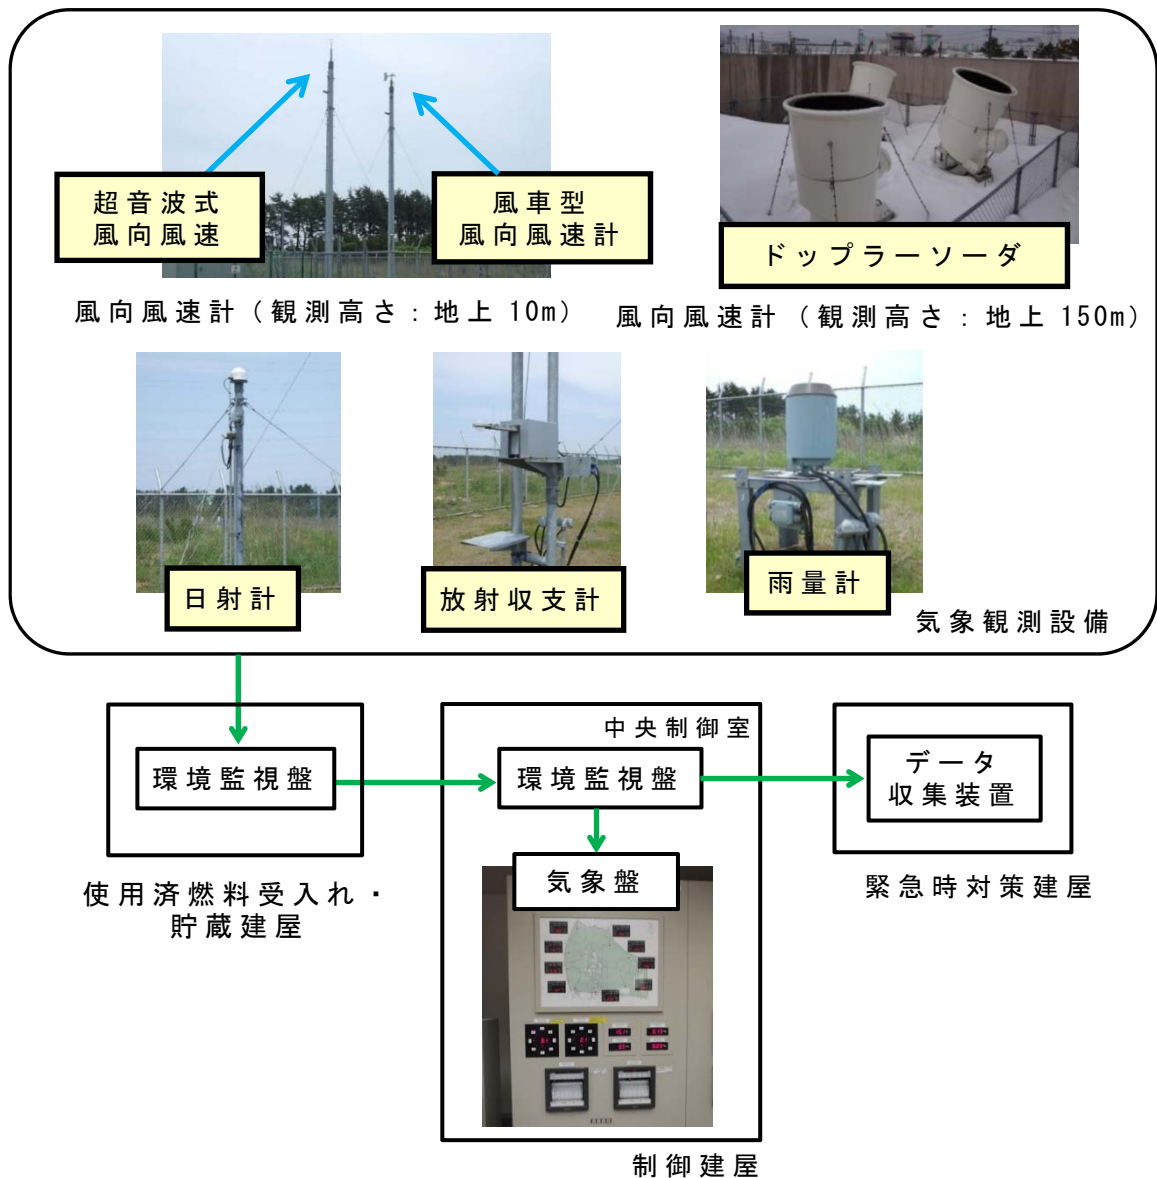 超音波式
風向風速
風車型
風向風速計
ドップラーソーダ
風向風速計（観測高さ：地上 10m）
風向風速計（観測高さ：地上 150m）
日射計
放射収支計
雨量計
気象観測設備
中央制御室
環境監視盤
環境監視盤
データ
収集装置
気象盤
使用済燃料受入れ・
貯蔵建屋
緊急時対策建屋
制御建屋